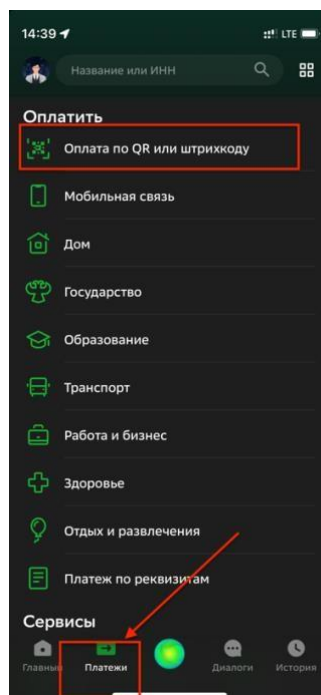 14:39
LTE
Название или ИНН
Оплатить
Оплата по QR или штрихкоду
Мобильная связь
Дом
Государство
Образование
Транспорт
Работа и бизнес
Здоровье
Отдых и развлечения
Платеж по реквизитам
Сервисы
Главный Платежи Диалоги История